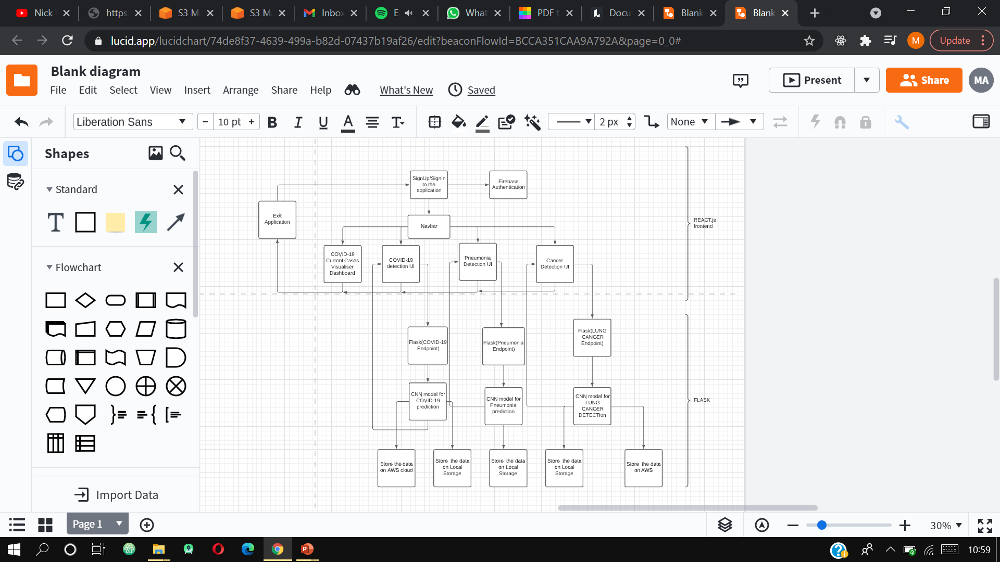 Nick
https
S3 M
S3 M
Inbox
E
What
PDF t
Docu
Blank
Blank
lucid.app/lucidchart/74de8f37-4639-499a-b82d-07437b19af26/edit?beaconFlowId=BCCA351CAA9A792A&page=0_0#
M
Update
Blank diagram
File Edit Select View Insert Arrange Share Help What's New Saved
Present
Share
MA
Liberation Sans
- 10 pt +
B I U A T
2 px
None
Shapes
Standard
T
Flowchart
Import Data
SignUp/SignIn
to the
application
Firebase
Authentication
Exit
Application
Navbar
COVID-19
Current Cases
Visualiser
Dashboard
COVID-19
detection UI
Pneumonia
Detection UI
Cancer
Detection UI
REACT.js
frontend
Flask(COVID-19
Endpoint)
Flask(Pneumonia
Endpoint)
Flask(LUNG
CANCER
Endpoint)
CNN model for
COVID-19
prediction
CNN model for
Pneumonia
prediction
CNN model for
LUNG
CANCER
DETECTion
FLASK
Store the data
on AWS cloud
Store the data
on Local
Storage
Store the data
on Local
Storage
Store the data
on Local
Storage
Store the data
on AWS
Page 1
30%
10:59